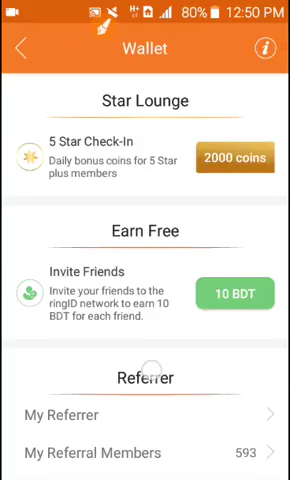 H+ 80% 12:50 PM
Wallet
Star Lounge
5 Star Check-In
Daily bonus coins for 5 Star
plus members
2000 coins
Earn Free
Invite Friends
Invite your friends to the
ringID network to earn 10
BDT for each friend.
10 BDT
Referrer
My Referrer
My Referral Members 593